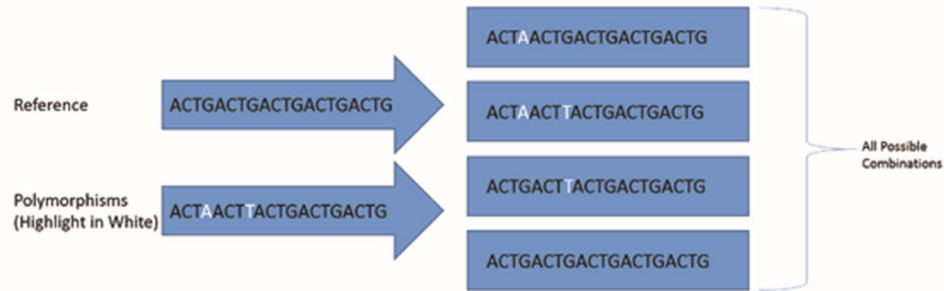 Reference
ACTGACTGACTGACTGACTG
Polymorphisms
(Highlight in White)
ACTAACTTACTGACTGACTG
ACTAACTGACTGACTGACTG
ACTAACTTACTGACTGACTG
ACTGACTTACTGACTGACTG
ACTGACTGACTGACTGACTG
All Possible
Combinations